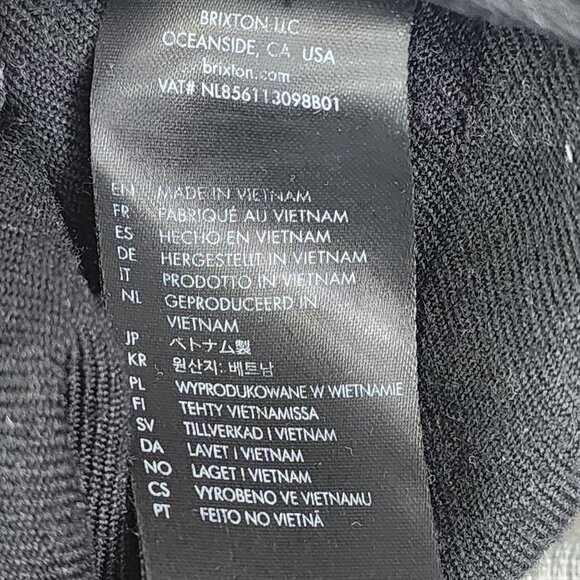 BRIXTON LLC
OCEANSIDE, CA, USA
brixton.com
VAT# NL856113098B01
EN MADE IN VIETNAM
FR FABRIQUÉ AU VIETNAM
ES HECHO EN VIETNAM
DE HERGESTELLT IN VIETNAM
IT PRODOTTO IN VIETNAM
NL GEPRODUCEERD IN
VIETNAM
JP ベトナム製
KR 원산지: 베트남
PL WYPRODUKOWANE W WIETNAMIE
FI TEHTY VIETNAMISSA
SV TILLVERKAD I VIETNAM
DA LAVET I VIETNAM
NO LAGET I VIETNAM
CS VYROBENO VE VIETNAMU
PT FEITO NO VIETNÃ